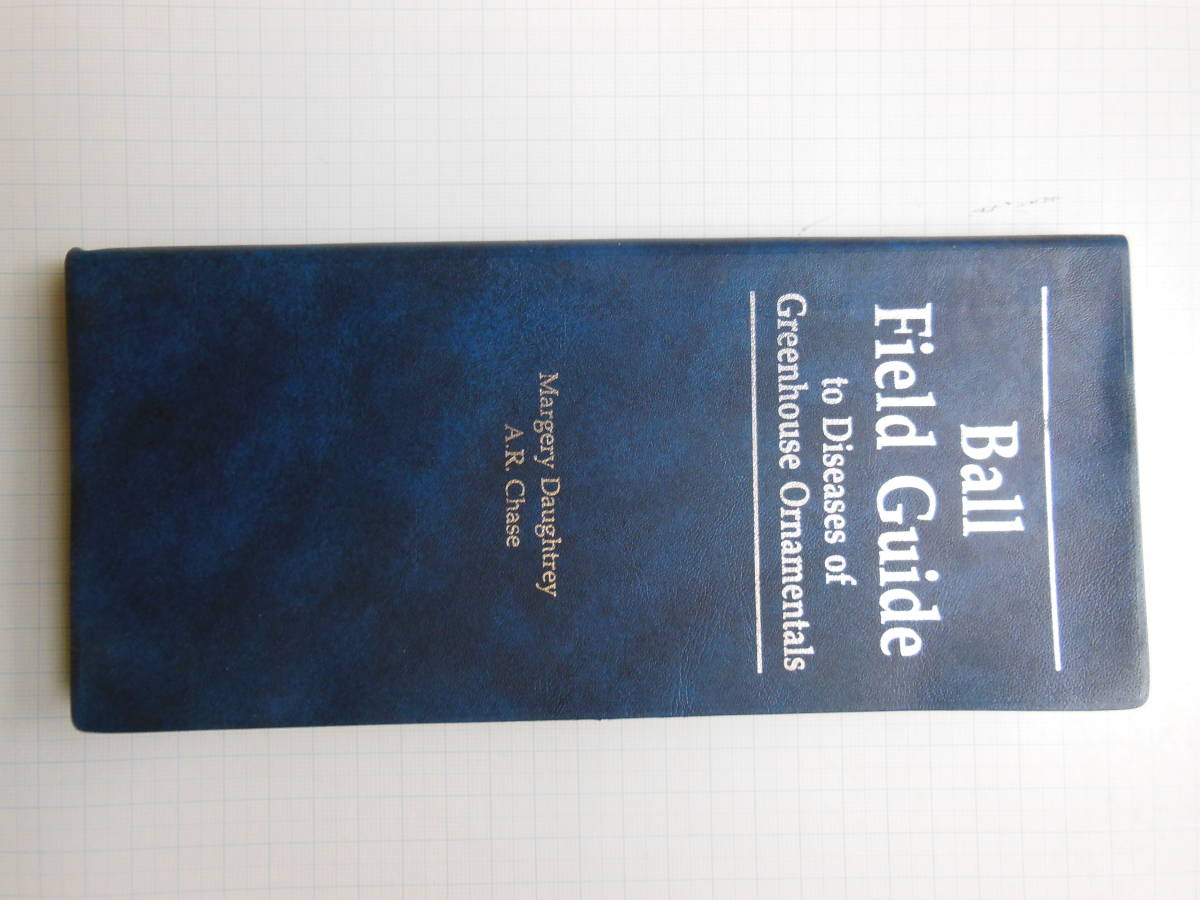 Ball
Field Guide
to Diseases of
Greenhouse Ornamentals
Margery Daughtrey
A.R. Chase